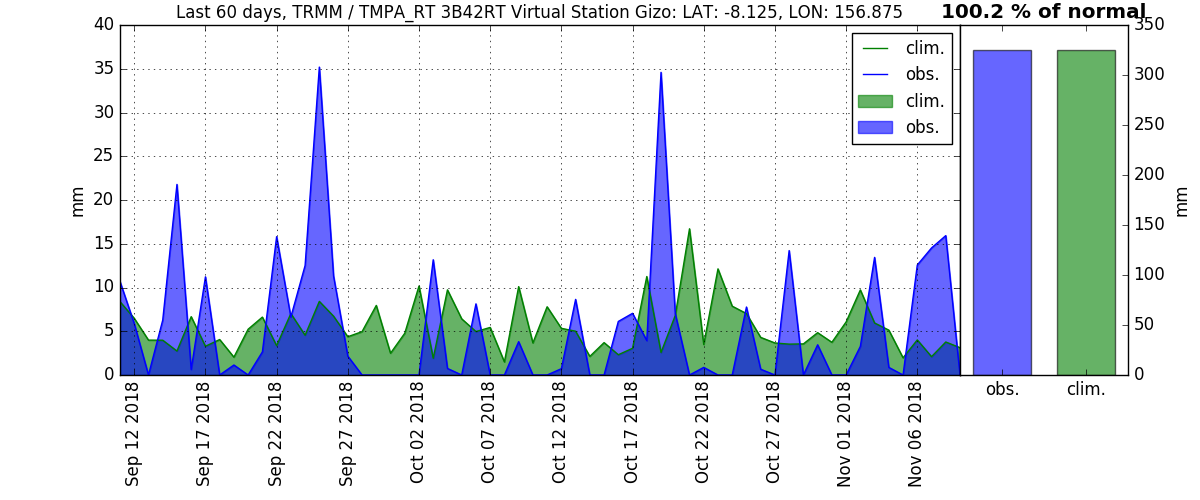 Last 60 days, TRMM / TMPA_RT 3B42RT Virtual Station Gizo: LAT: -8.125, LON: 156.875
100.2 % of normal
40
35
30
25
20
15
10
5
0
mm
clim.
obs.
clim.
obs.
350
300
250
200
150
100
50
0
mm
Sep 12 2018
Sep 17 2018
Sep 22 2018
Sep 27 2018
Oct 02 2018
Oct 07 2018
Oct 12 2018
Oct 17 2018
Oct 22 2018
Oct 27 2018
Nov 01 2018
Nov 06 2018
obs.
clim.